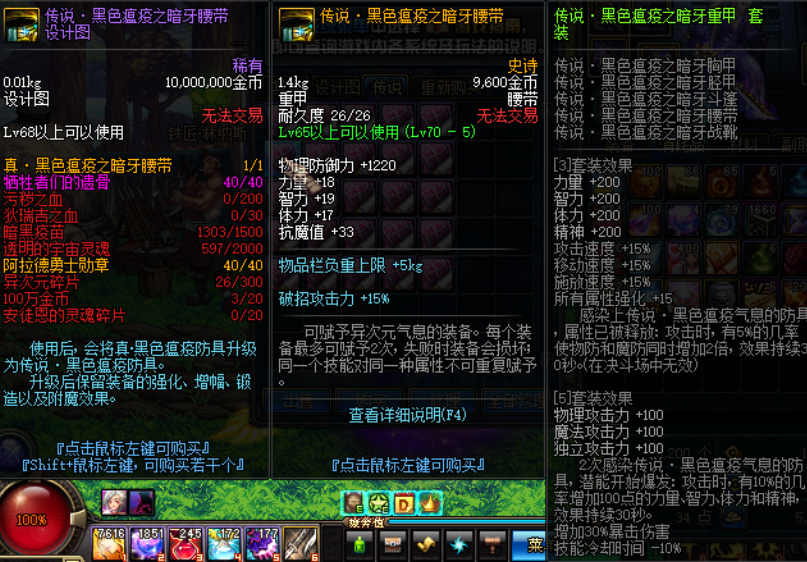 传说·黑色瘟疫之暗牙腰带
设计图
稀有
0.01kg 10,000,000金币
设计图
无法交易
Lv68以上可以使用
真·黑色瘟疫之暗牙腰带 1/1
牺牲者们的遗骨 40/40
污秽之血 0/200
狄瑞吉之血 0/30
暗黑疫苗 1303/1500
透明的宇宙灵魂 597/2000
阿拉德勇士勋章 40/40
异次元碎片 26/300
100万金币 3/20
安徒恩的灵魂碎片 0/20
使用后，会将真·黑色瘟疫防具升级
为传说·黑色瘟疫防具。
升级后保留装备的强化、增幅、锻
造以及附魔效果。
『点击鼠标左键可购买』
『Shift+鼠标左键，可购买若干个』
传说·黑色瘟疫之暗牙腰带
史诗
1.4kg 9,600金币
重甲 腰带
耐久度 26/26 无法交易
Lv65以上可以使用 (Lv70 - 5)
物理防御力 +1220
力量 +18
智力 +19
体力 +17
抗魔值 +33
物品栏负重上限 +5kg
破招攻击力 +15%
可赋予异次元气息的装备。每个装
备最多可赋予2次，失败时装备会损坏；
同一个技能对同一种属性不可重复赋予
。
查看详细说明(F4)
『点击鼠标左键可购买』
传说·黑色瘟疫之暗牙重甲 套
装
传说·黑色瘟疫之暗牙胸甲
传说·黑色瘟疫之暗牙胫甲
传说·黑色瘟疫之暗牙斗篷
传说·黑色瘟疫之暗牙腰带
传说·黑色瘟疫之暗牙战靴
[3]套装效果
力量 +200
智力 +200
体力 +200
精神 +200
攻击速度 +15%
移动速度 +15%
施放速度 +15%
所有属性强化 +15
感染上传说·黑色瘟疫气息的防具
，属性已被释放：攻击时，有5%的几率
使物防和魔防同时增加2倍，效果持续3
0秒。(在决斗场中无效)
[5]套装效果
物理攻击力 +100
魔法攻击力 +100
独立攻击力 +100
2次感染传说·黑色瘟疫气息的防
具，潜能开始爆发：攻击时，有10%的几
率增加100点的力量、智力、体力和精神，
效果持续30秒。
增加30%暴击伤害
技能冷却时间 -10%
100%
疲劳值
7616 1851 245 172 177
1 2 3 4 5 6
菜